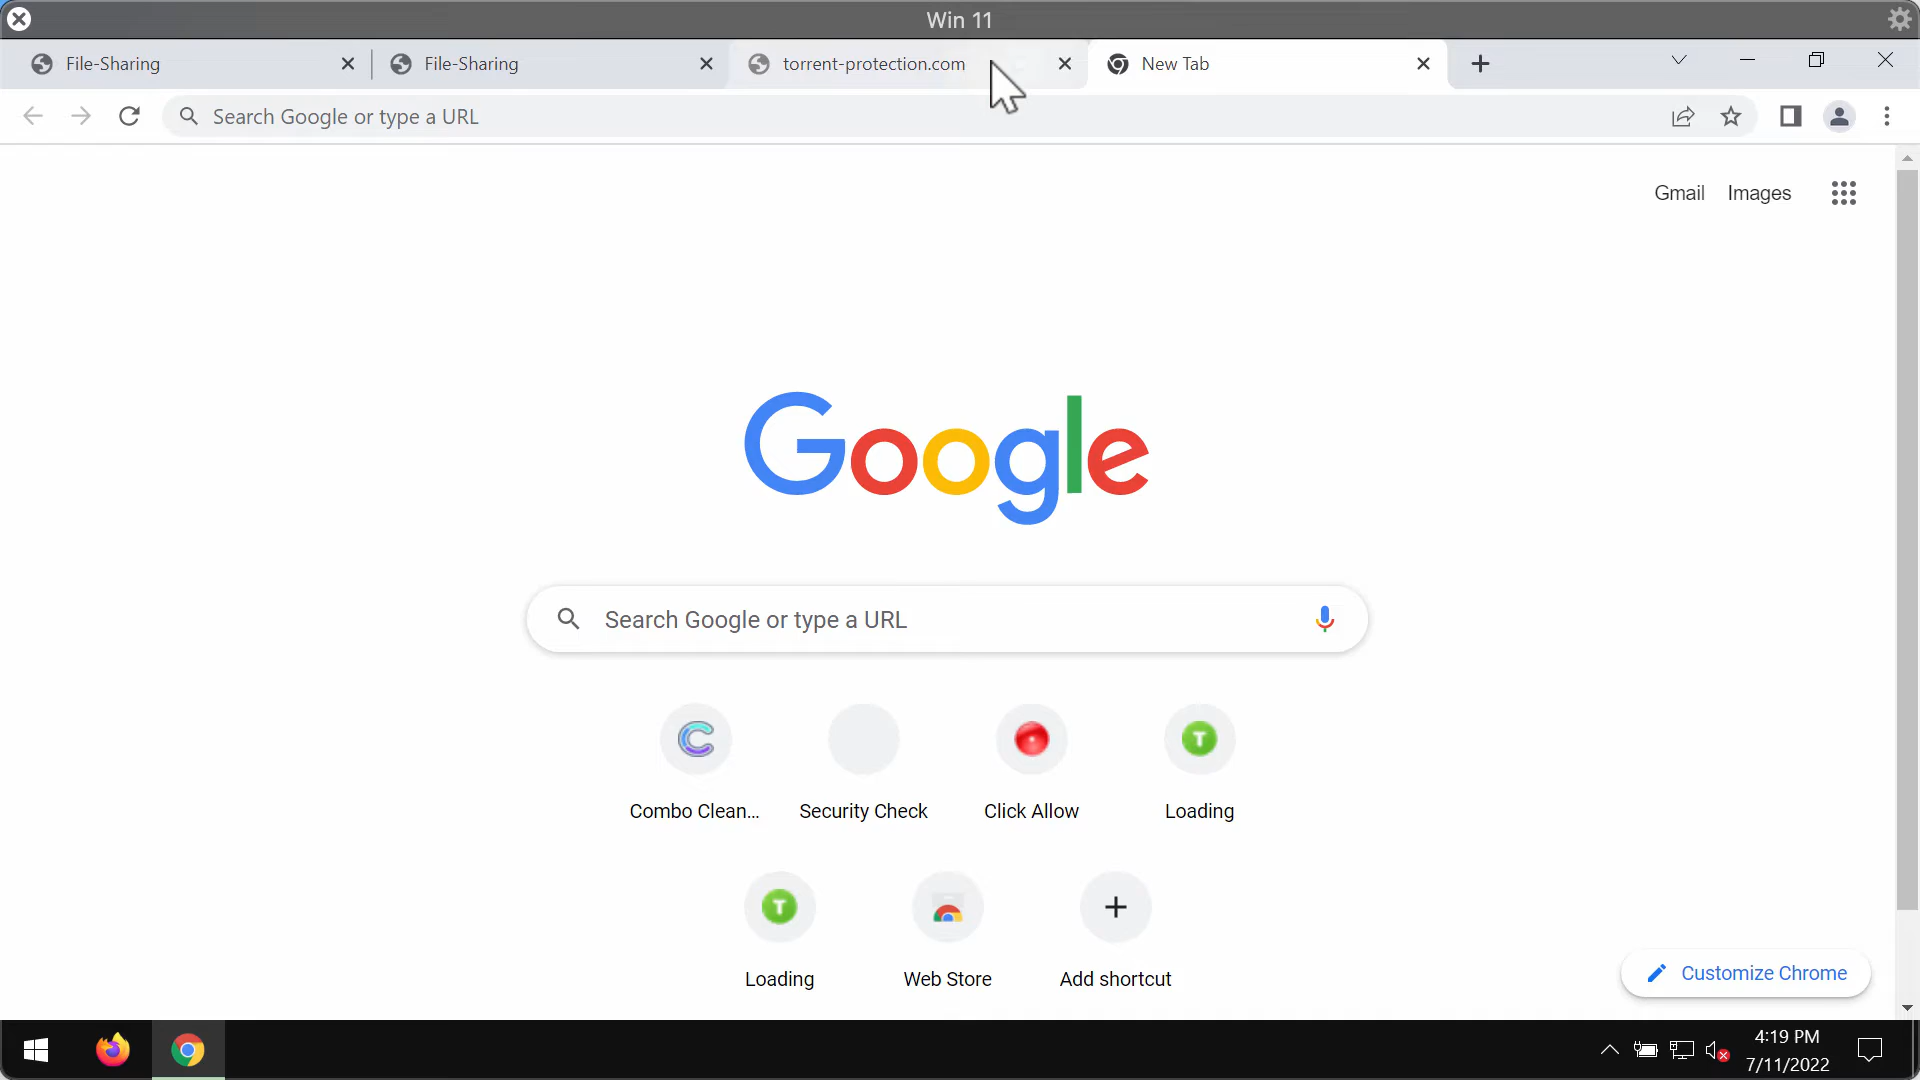 Win 11
File-Sharing
File-Sharing
torrent-protection.com
New Tab
Search Google or type a URL
Gmail
Images
Google
Search Google or type a URL
Combo Clean...
Security Check
Click Allow
Loading
Loading
Web Store
Add shortcut
Customize Chrome
4:19 PM
7/11/2022